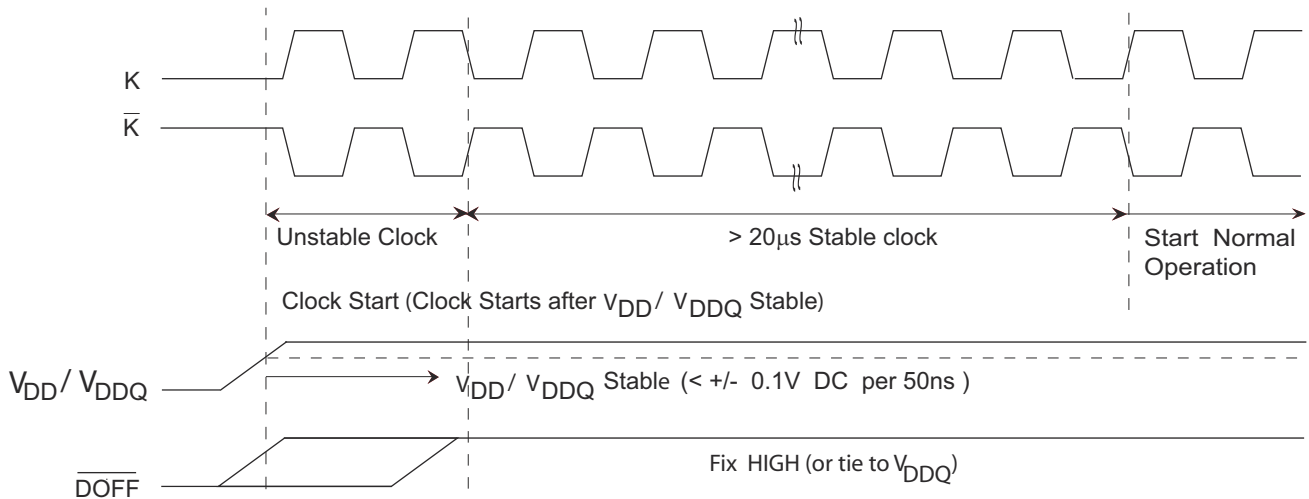 K
K̅
Unstable Clock
> 20μs Stable clock
Start Normal
Operation
Clock Start (Clock Starts after VDD / VDDQ Stable)
VDD / VDDQ
VDD / VDDQ Stable (< +/- 0.1V DC per 50ns )
D̅O̅F̅F̅
Fix HIGH (or tie to VDDQ)